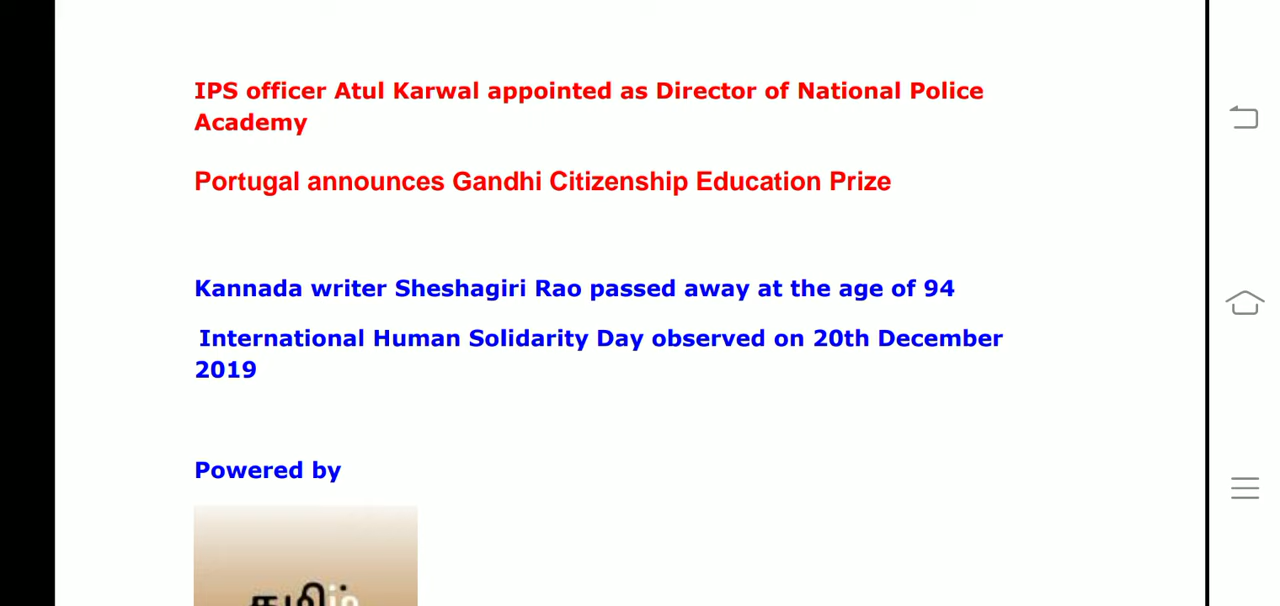 IPS officer Atul Karwal appointed as Director of National Police
Academy
Portugal announces Gandhi Citizenship Education Prize
Kannada writer Sheshagiri Rao passed away at the age of 94
International Human Solidarity Day observed on 20th December
2019
Powered by